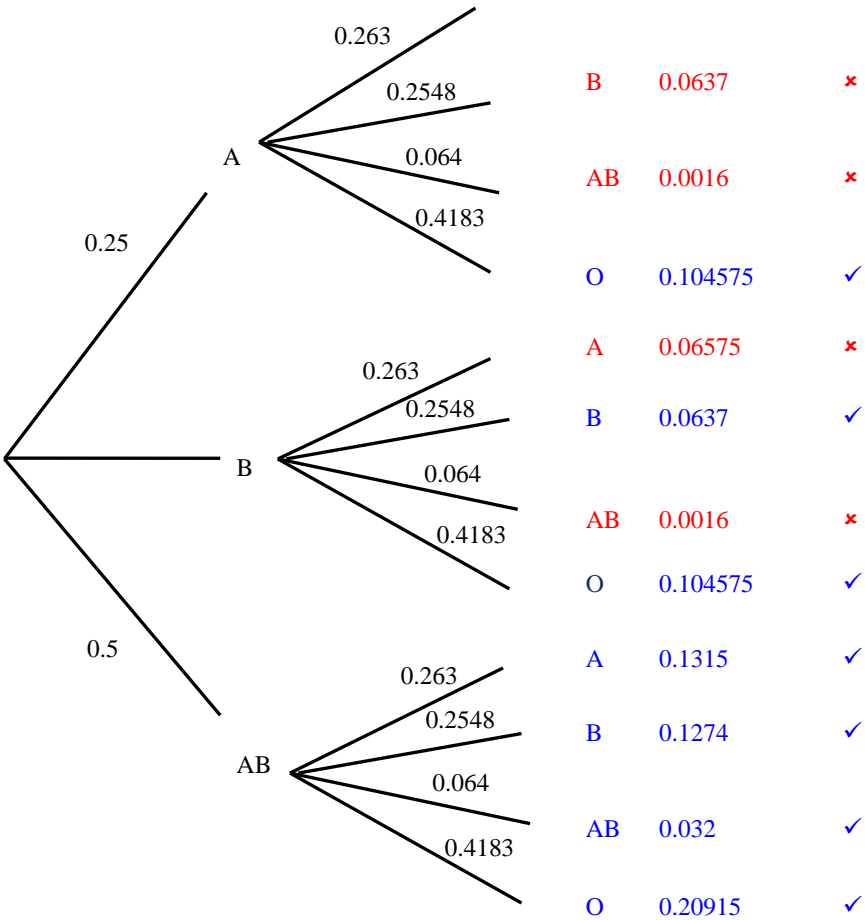 0.263
B 0.0637 ×
0.2548
A
0.064
AB 0.0016 ×
0.4183
0.25
O 0.104575 ✓
A 0.06575 ×
0.263
0.2548
B 0.0637 ✓
B
0.064
AB 0.0016 ×
0.4183
O 0.104575 ✓
0.5
A 0.1315 ✓
0.263
0.2548
B 0.1274 ✓
AB
0.064
AB 0.032 ✓
0.4183
O 0.20915 ✓